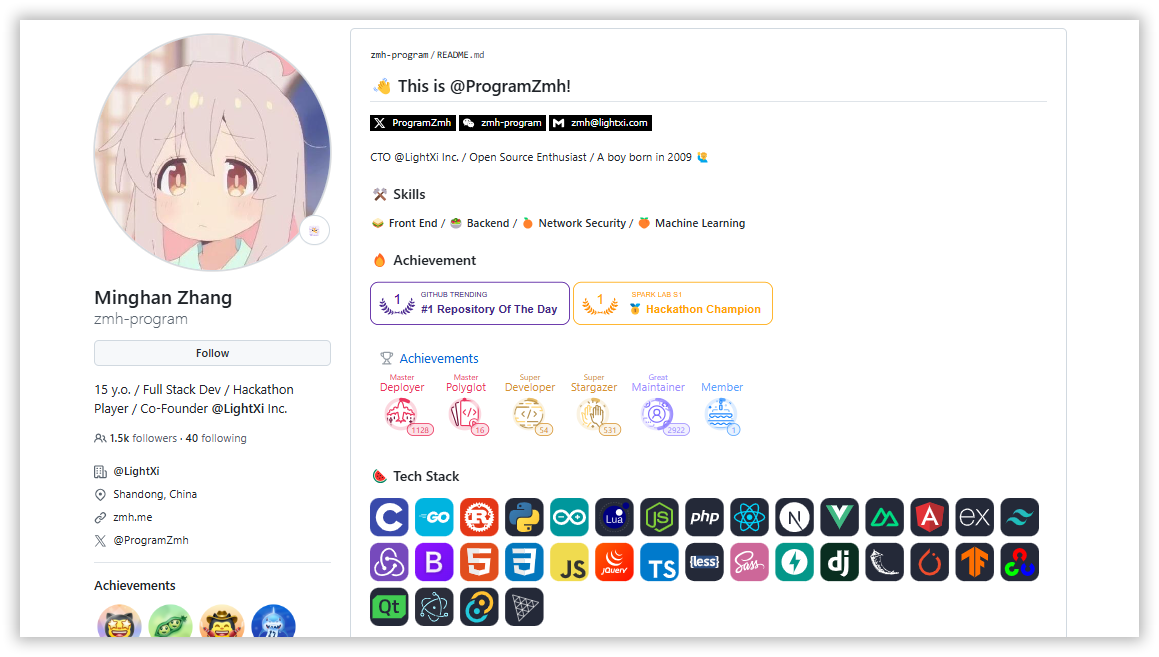 Minghan Zhang
zmh-program
Follow
15 y.o. / Full Stack Dev / Hackathon
Player / Co-Founder @LightXi Inc.
1.5k followers · 40 following
@LightXi
Shandong, China
zmh.me
@ProgramZmh
Achievements
zmh-program / README.md
👋 This is @ProgramZmh!
ProgramZmh zmh-program zmh@lightxi.com
CTO @LightXi Inc. / Open Source Enthusiast / A boy born in 2009
Skills
Front End / Backend / Network Security / Machine Learning
Achievement
1 GITHUB TRENDING
#1 Repository Of The Day
1 SPARK LAB S1
Hackathon Champion
Achievements
Master Deployer 1128
Master Polyglot 16
Super Developer 54
Super Stargazer 531
Great Maintainer 2922
Member 1
Tech Stack
C GO R Lua JS php N A ex
B 5 3 JS jQuery TS {less} Sass dj
Qt